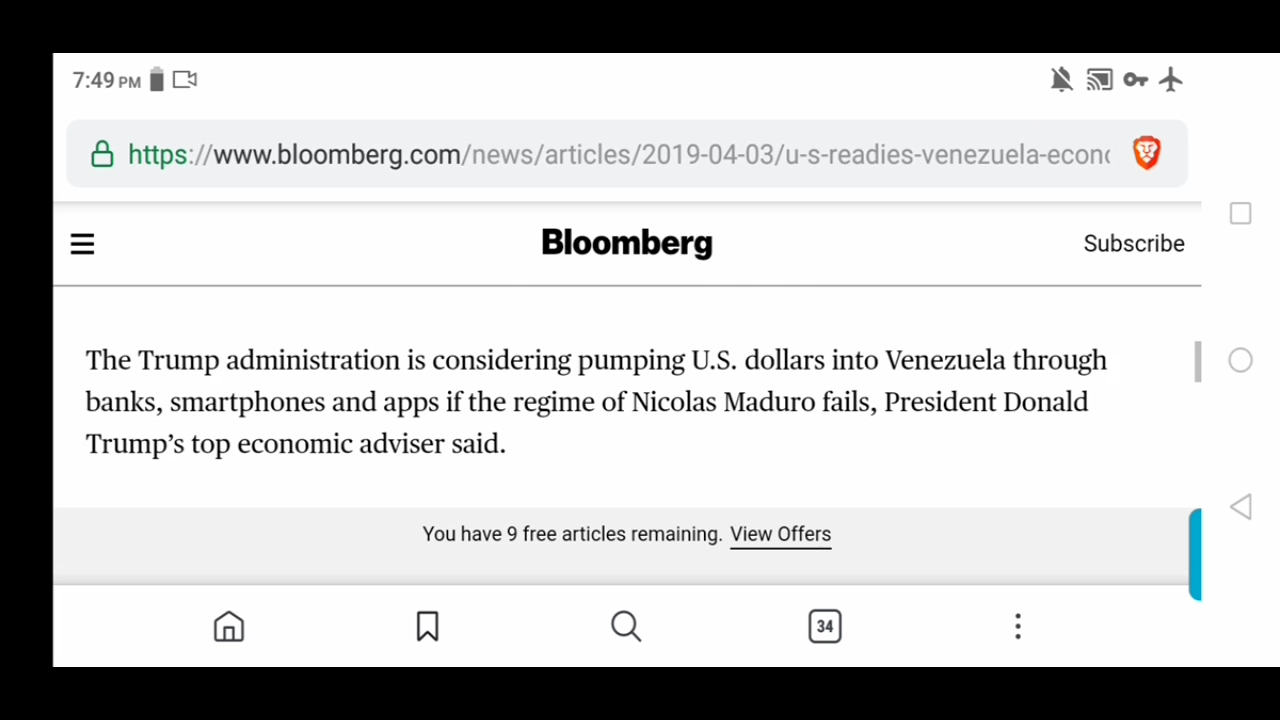 7:49 PM
https://www.bloomberg.com/news/articles/2019-04-03/u-s-readies-venezuela-econ
Bloomberg
Subscribe
The Trump administration is considering pumping U.S. dollars into Venezuela through
banks, smartphones and apps if the regime of Nicolas Maduro fails, President Donald
Trump’s top economic adviser said.
You have 9 free articles remaining. View Offers
34